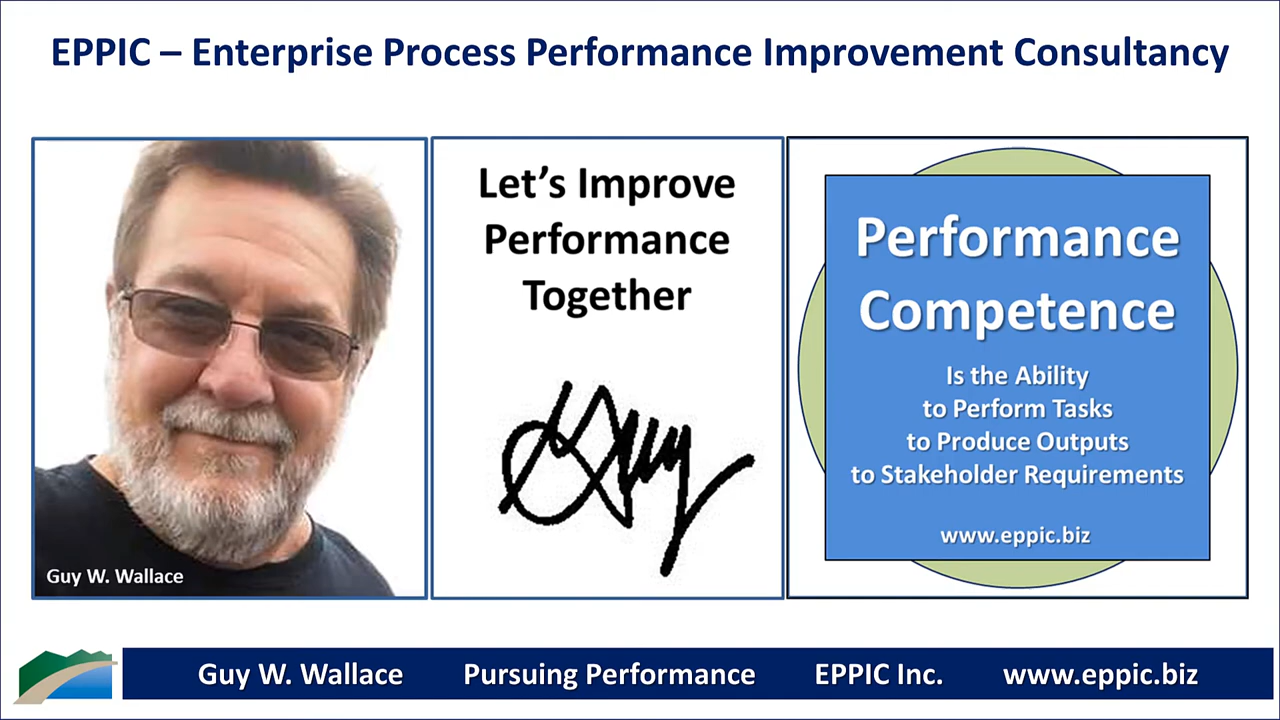 EPPIC – Enterprise Process Performance Improvement Consultancy
Guy W. Wallace
Let’s Improve
Performance
Together
Guy
Performance
Competence
Is the Ability
to Perform Tasks
to Produce Outputs
to Stakeholder Requirements
www.eppic.biz
Guy W. Wallace Pursuing Performance EPPIC Inc. www.eppic.biz